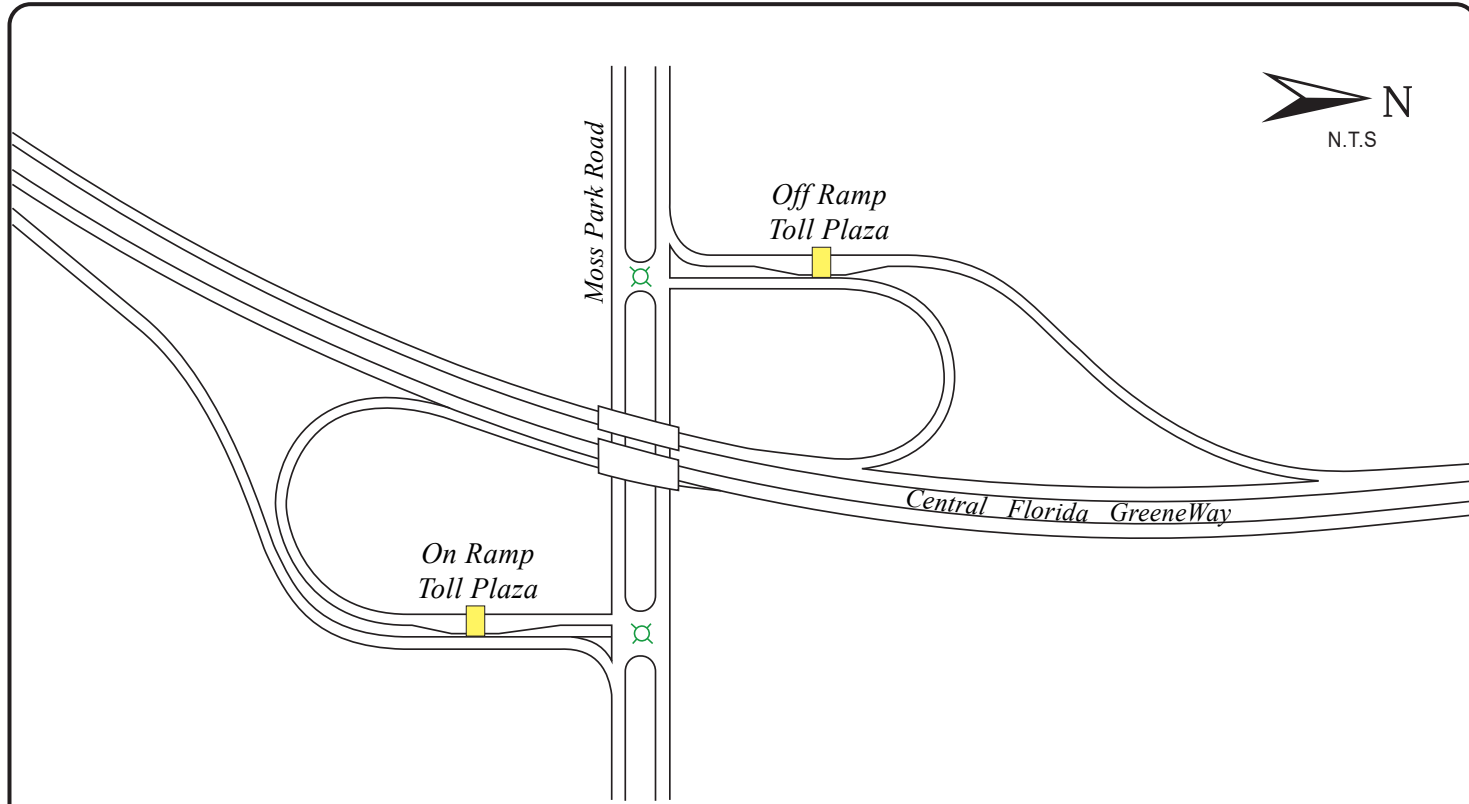 N
N.T.S
Moss Park Road
Off Ramp
Toll Plaza
Central Florida GreeneWay
On Ramp
Toll Plaza